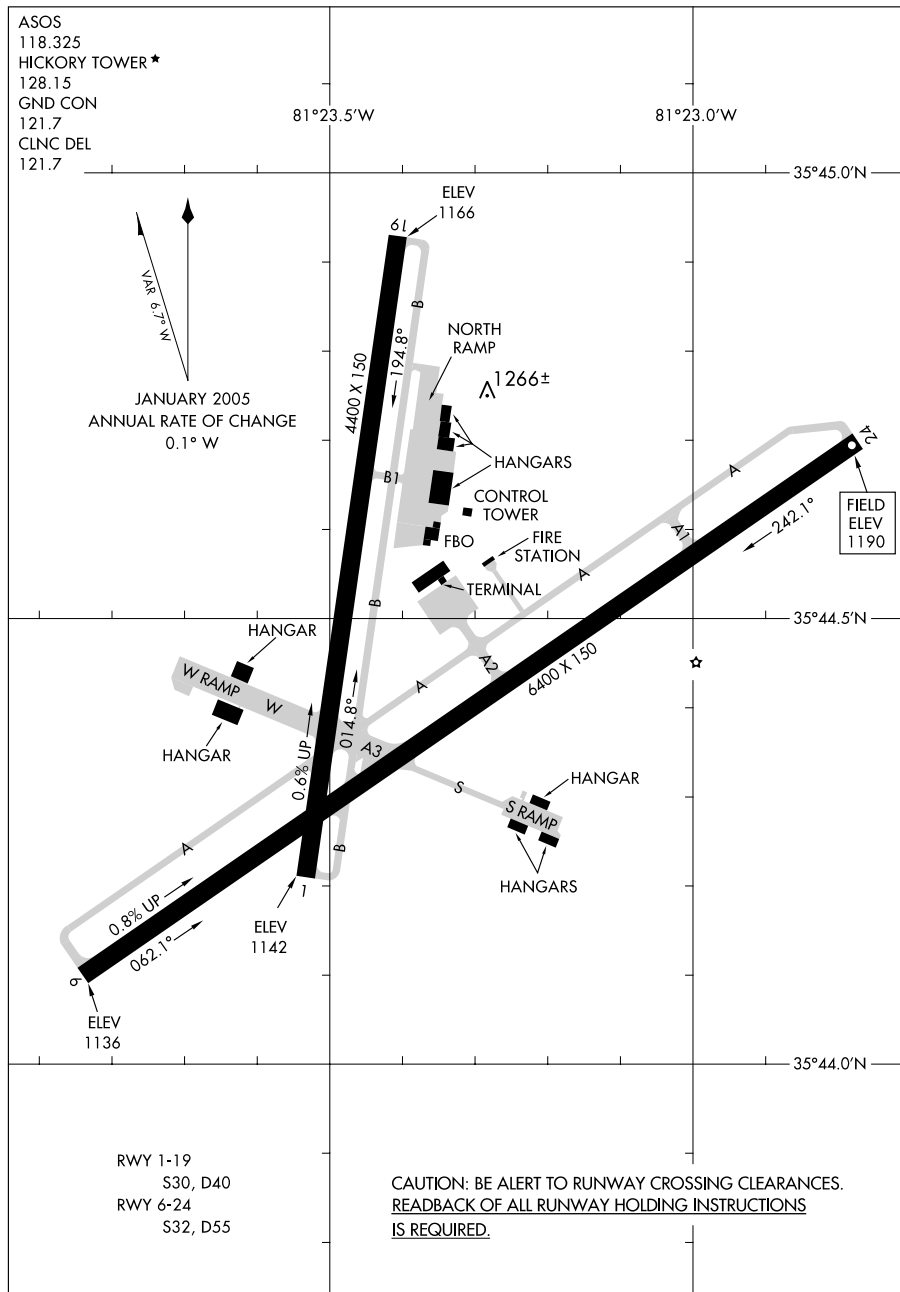 ASOS
118.325
HICKORY TOWER★
128.15
GND CON
121.7
CLNC DEL
121.7
81°23.5'W
81°23.0'W
35°45.0'N
VAR 6.7° W
JANUARY 2005
ANNUAL RATE OF CHANGE
0.1° W
ELEV
1166
19
B
4400 X 150
194.8°
NORTH
RAMP
1266±
HANGARS
B1
CONTROL
TOWER
FBO
FIRE
STATION
TERMINAL
A
24
FIELD
ELEV
1190
242.1°
A1
A
B
35°44.5'N
HANGAR
W RAMP
W
HANGAR
A2
6400 X 150
A
014.8°
0.6% UP
A3
S
HANGAR
S RAMP
HANGARS
A
B
1
ELEV
1142
0.8% UP
062.1°
6
ELEV
1136
35°44.0'N
RWY 1-19
S30, D40
RWY 6-24
S32, D55
CAUTION: BE ALERT TO RUNWAY CROSSING CLEARANCES.
READBACK OF ALL RUNWAY HOLDING INSTRUCTIONS
IS REQUIRED.